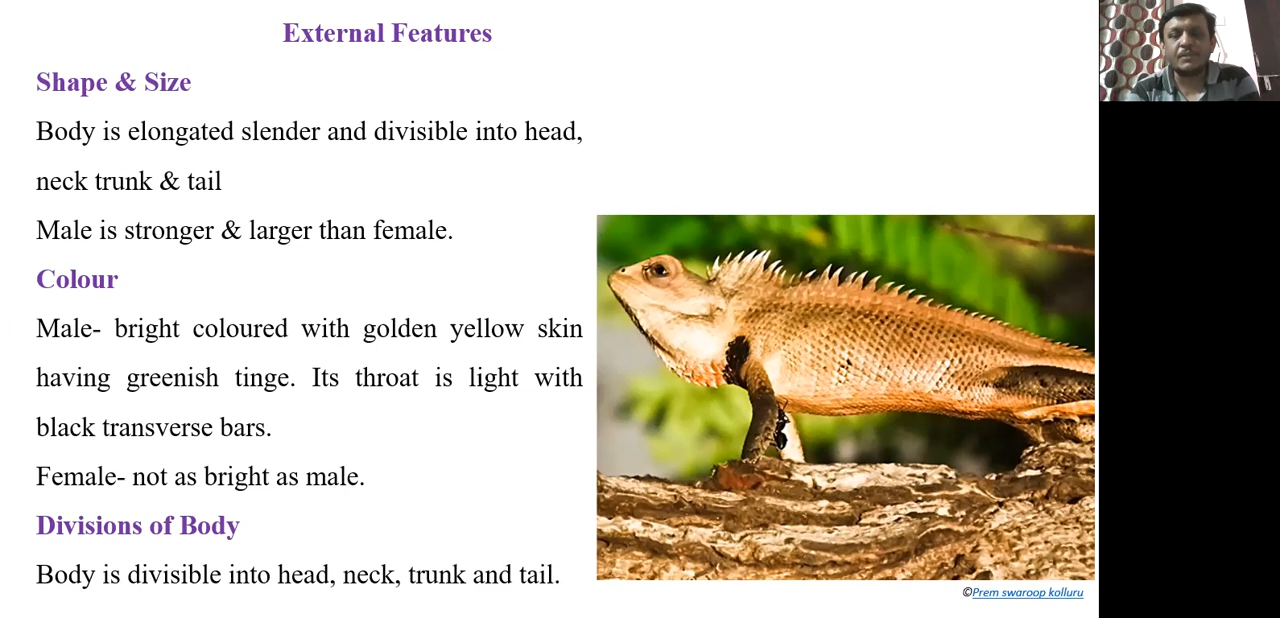 External Features
Shape & Size
Body is elongated slender and divisible into head,
neck trunk & tail
Male is stronger & larger than female.
Colour
Male- bright coloured with golden yellow skin
having greenish tinge. Its throat is light with
black transverse bars.
Female- not as bright as male.
Divisions of Body
Body is divisible into head, neck, trunk and tail.
©Prem swaroop kolluru